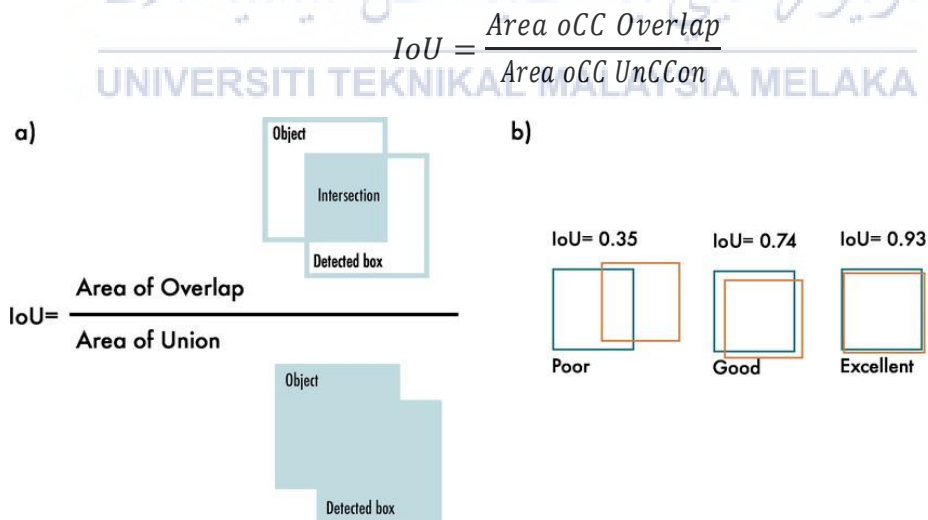 IoU = Area oCC Overlap
Area oCC UnCCon
UNIVERSITI TEKNIKAL MALAYSIA MELAKA
a)
Object
Intersection
Detected box
IoU= Area of Overlap
Area of Union
Object
Detected box
b)
IoU= 0.35 IoU= 0.74 IoU= 0.93
Poor Good Excellent